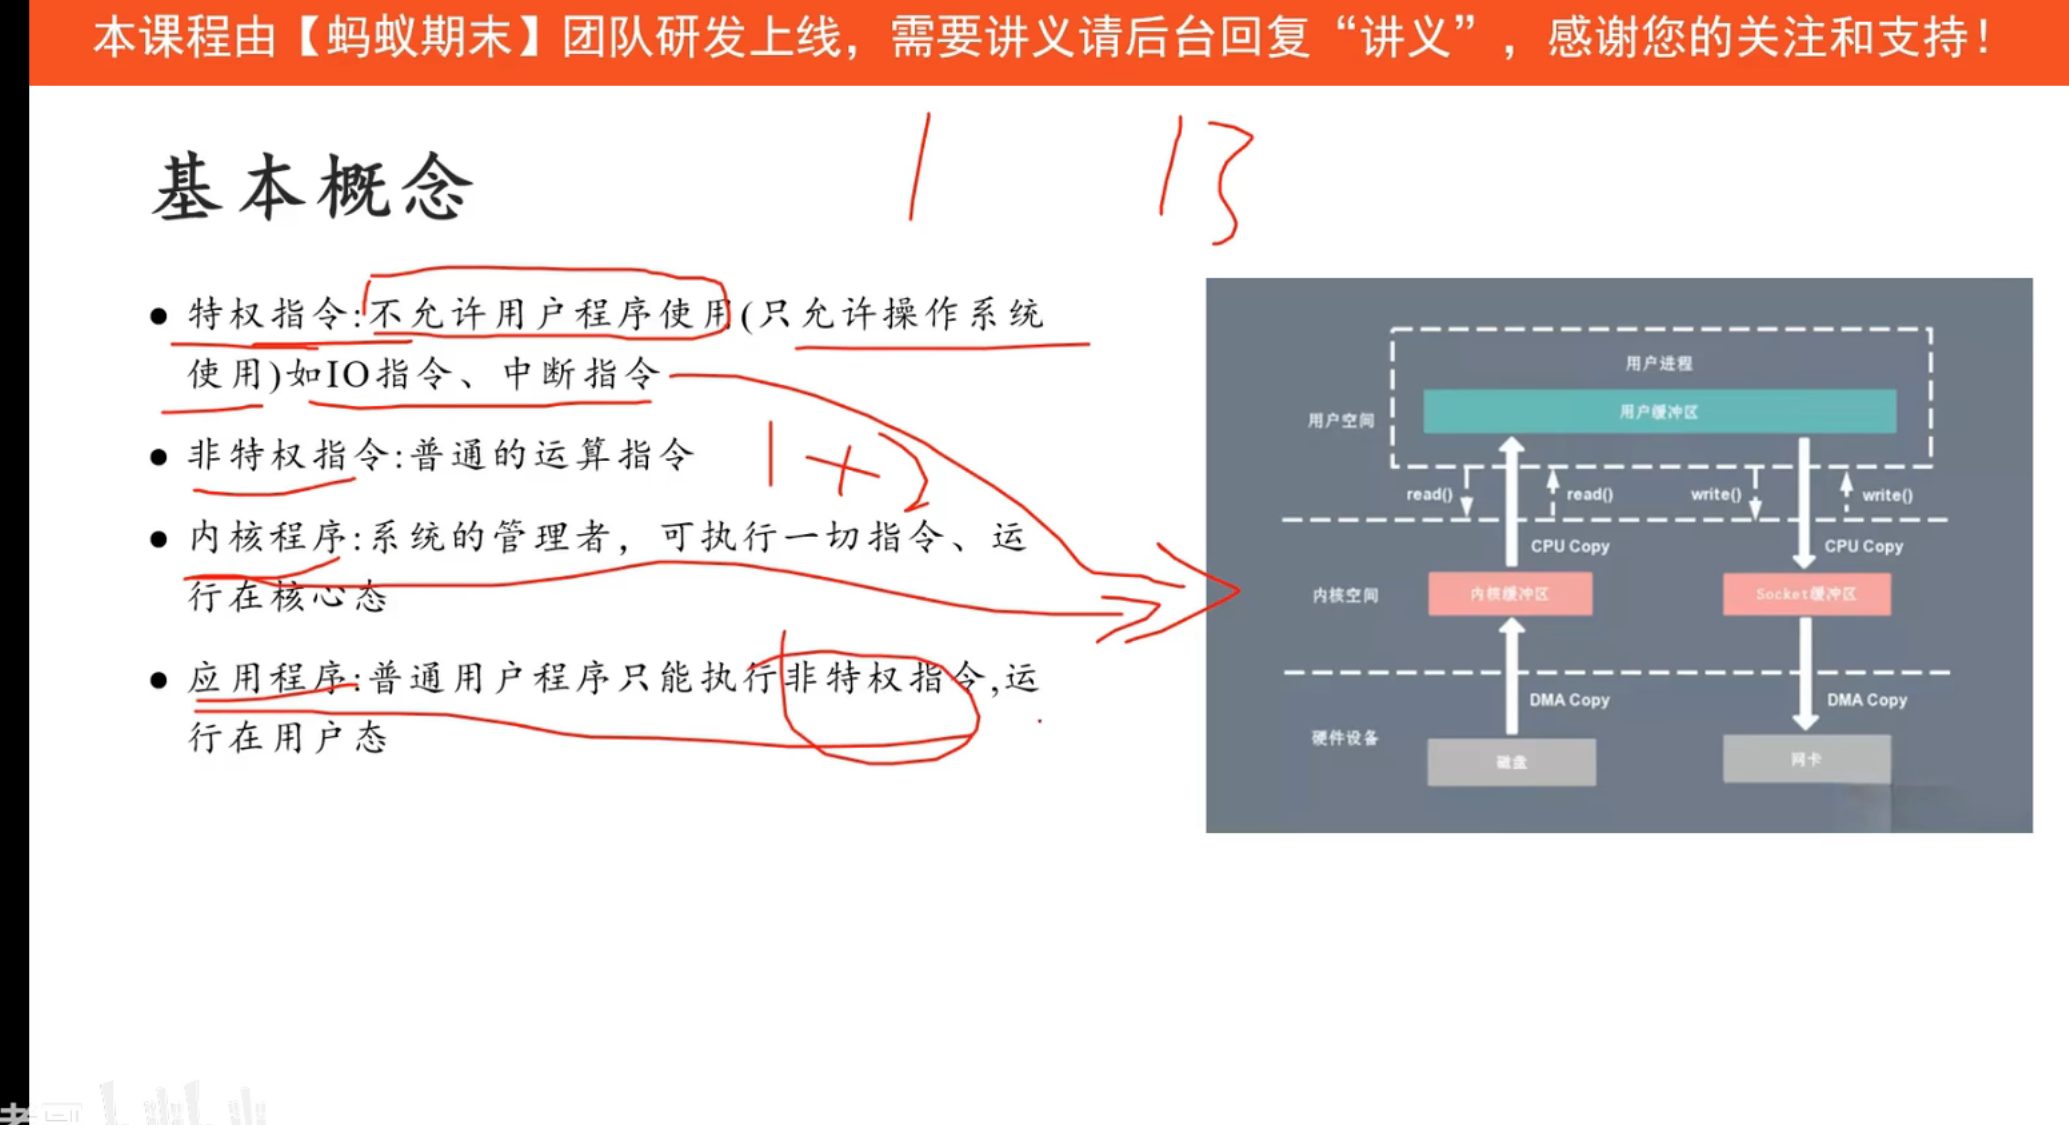 本课程由【蚂蚁期末】团队研发上线，需要讲义请后台回复“讲义”，感谢您的关注和支持！
1 13
基本概念
特权指令:不允许用户程序使用(只允许操作系统
使用)如IO指令、中断指令
非特权指令:普通的运算指令
1+2
内核程序:系统的管理者，可执行一切指令、运
行在核心态
应用程序:普通用户程序只能执行非特权指令,运
行在用户态
用户进程
用户空间
用户缓冲区
read() read() write() write()
CPU Copy CPU Copy
内核空间
内核缓冲区
Socket缓冲区
DMA Copy DMA Copy
硬件设备
磁盘
网卡